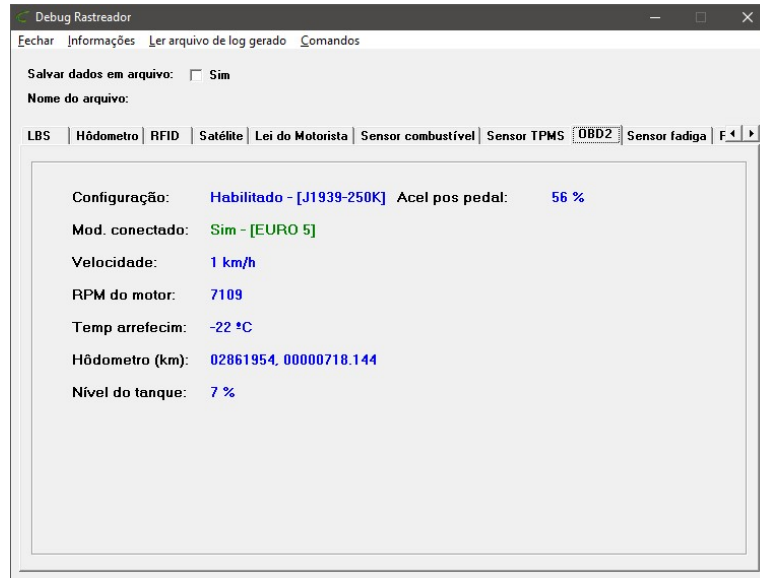 Debug Rastreador
Fechar Informações Ler arquivo de log gerado Comandos
Salvar dados em arquivo: Sim
Nome do arquivo:
LBS Hôdometro RFID Satélite Lei do Motorista Sensor combustível Sensor TPMS OBD2 Sensor fadiga F
Configuração: Habilitado - [J1939-250K] Acel pos pedal: 56 %
Mod. conectado: Sim - [EURO 5]
Velocidade: 1 km/h
RPM do motor: 7109
Temp arrefecim: -22 ºC
Hôdometro (km): 02861954, 00000718.144
Nível do tanque: 7 %